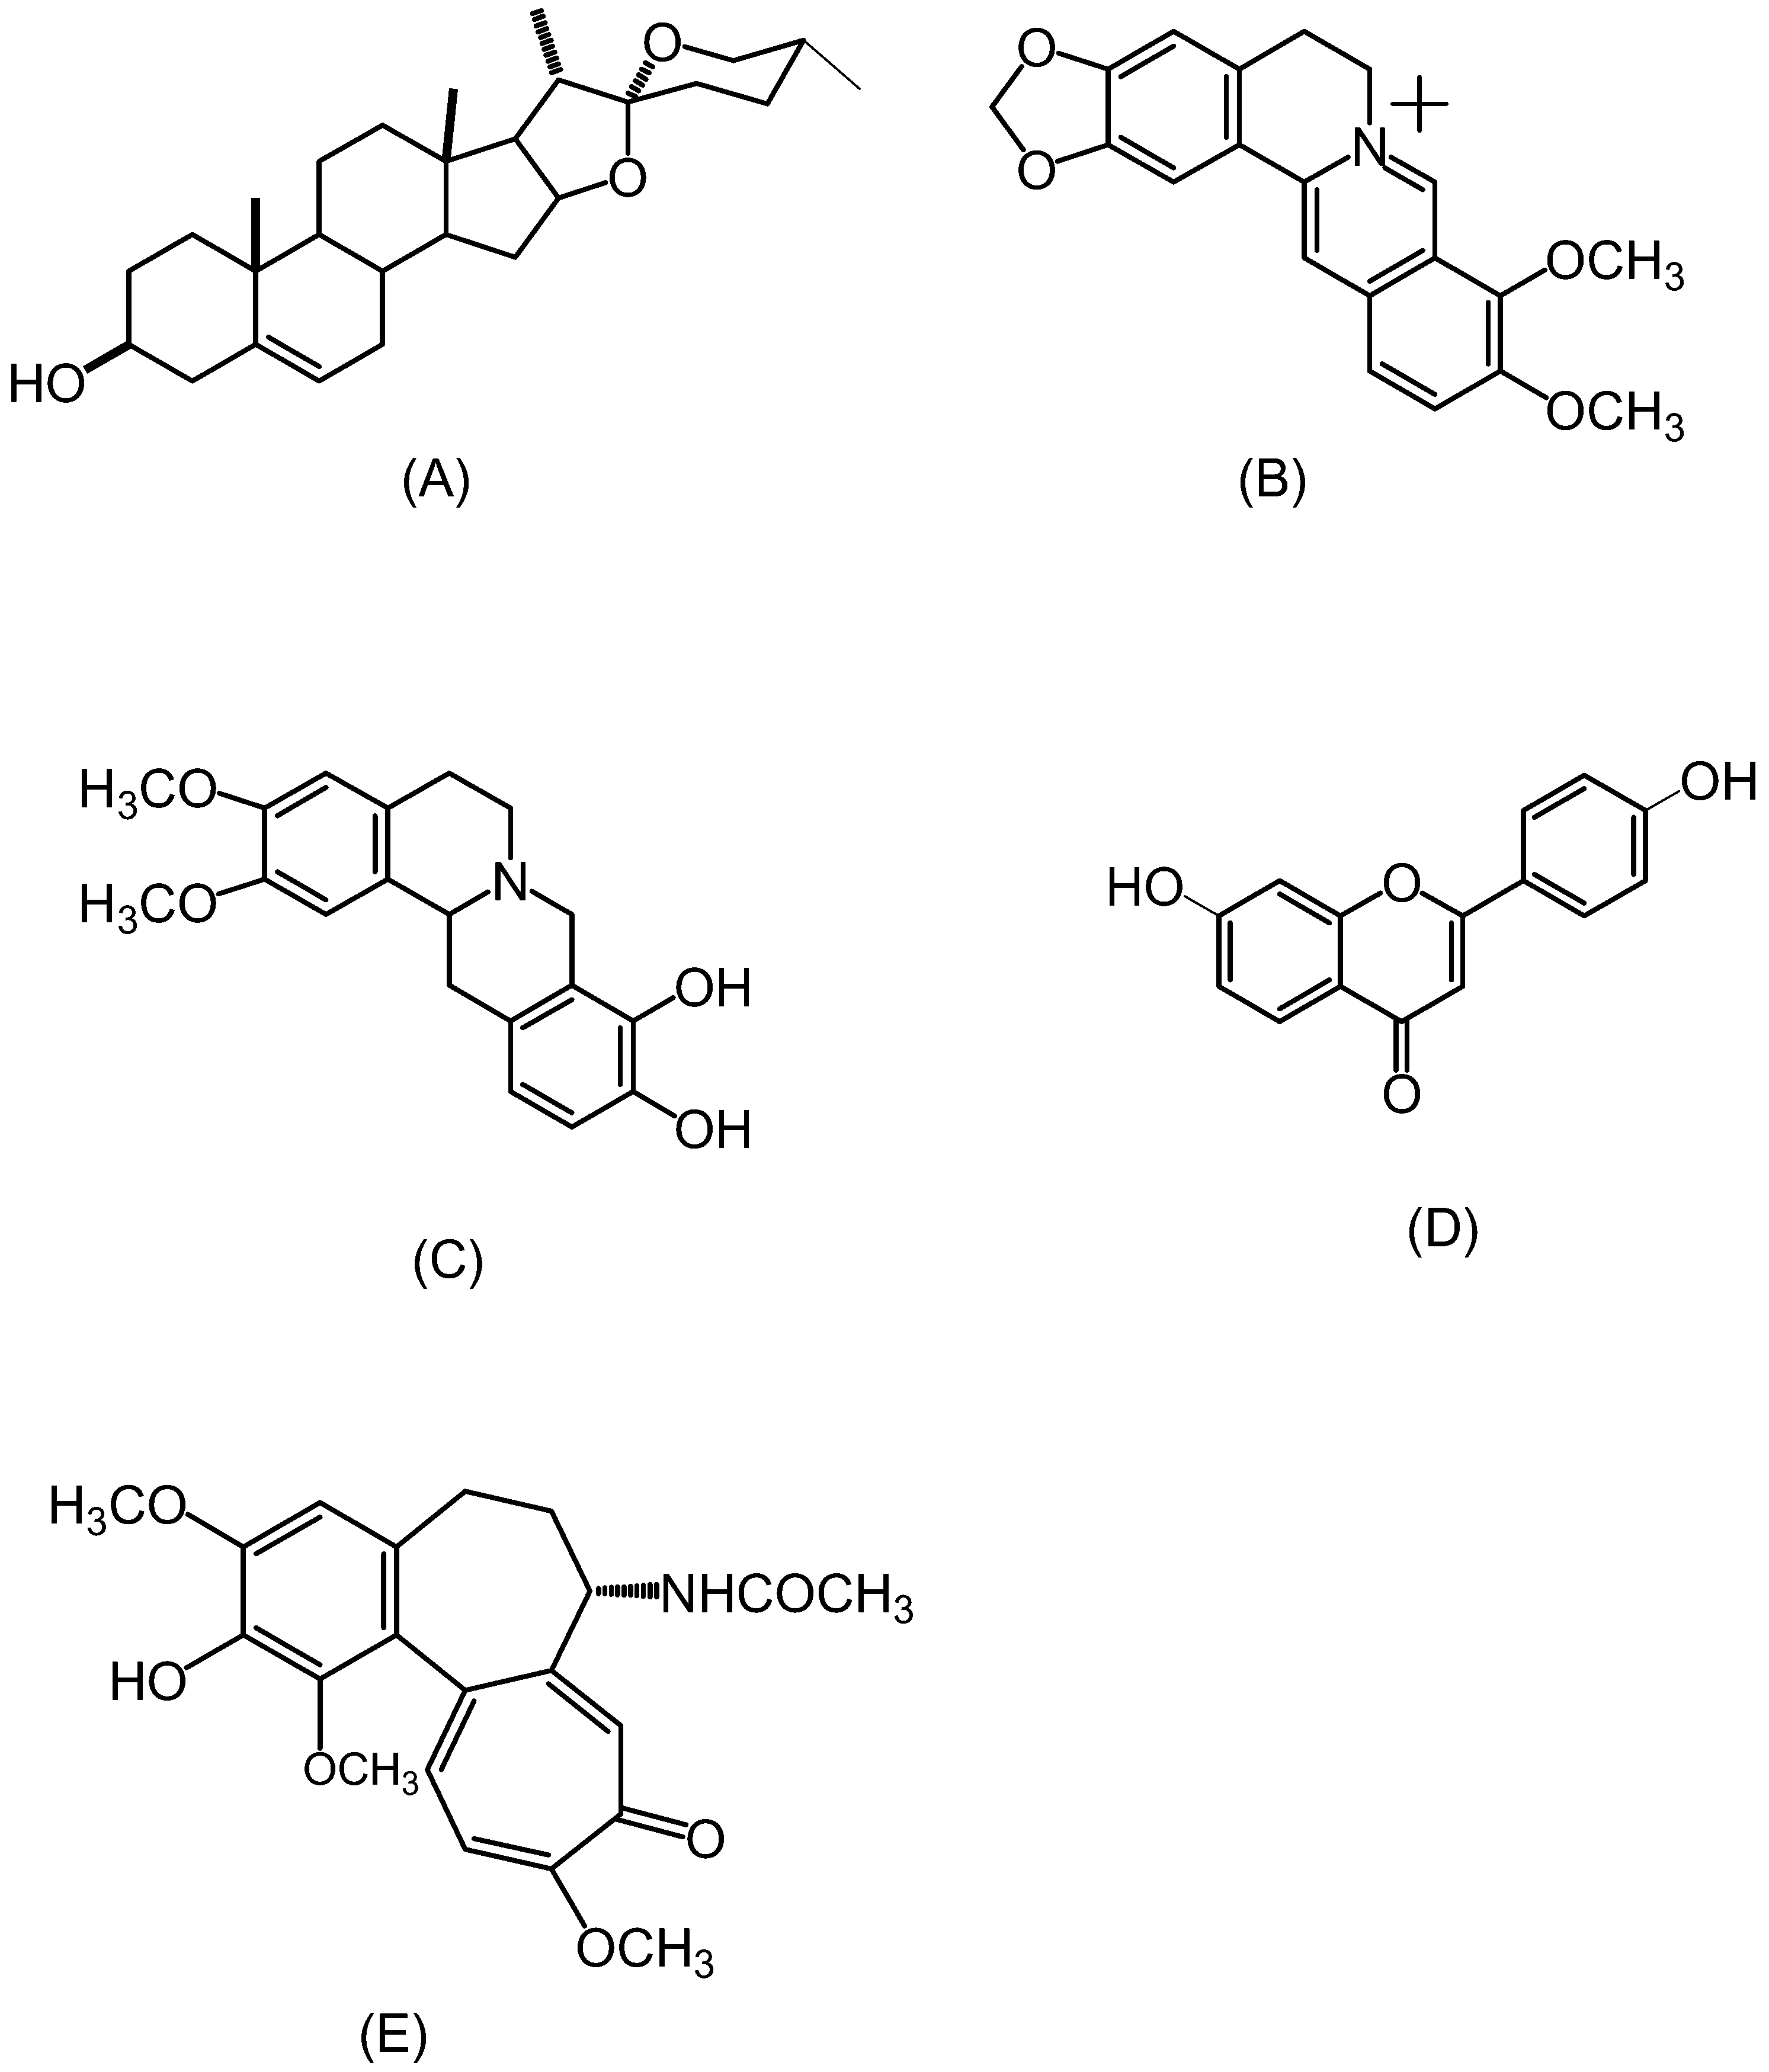 O
O
HO
(A)
O
O
N
+
OCH3
OCH3
(B)
H3CO
H3CO
N
OH
OH
(C)
OH
HO
O
O
(D)
H3CO
HO
OCH3
NHCOCH3
O
OCH3
(E)